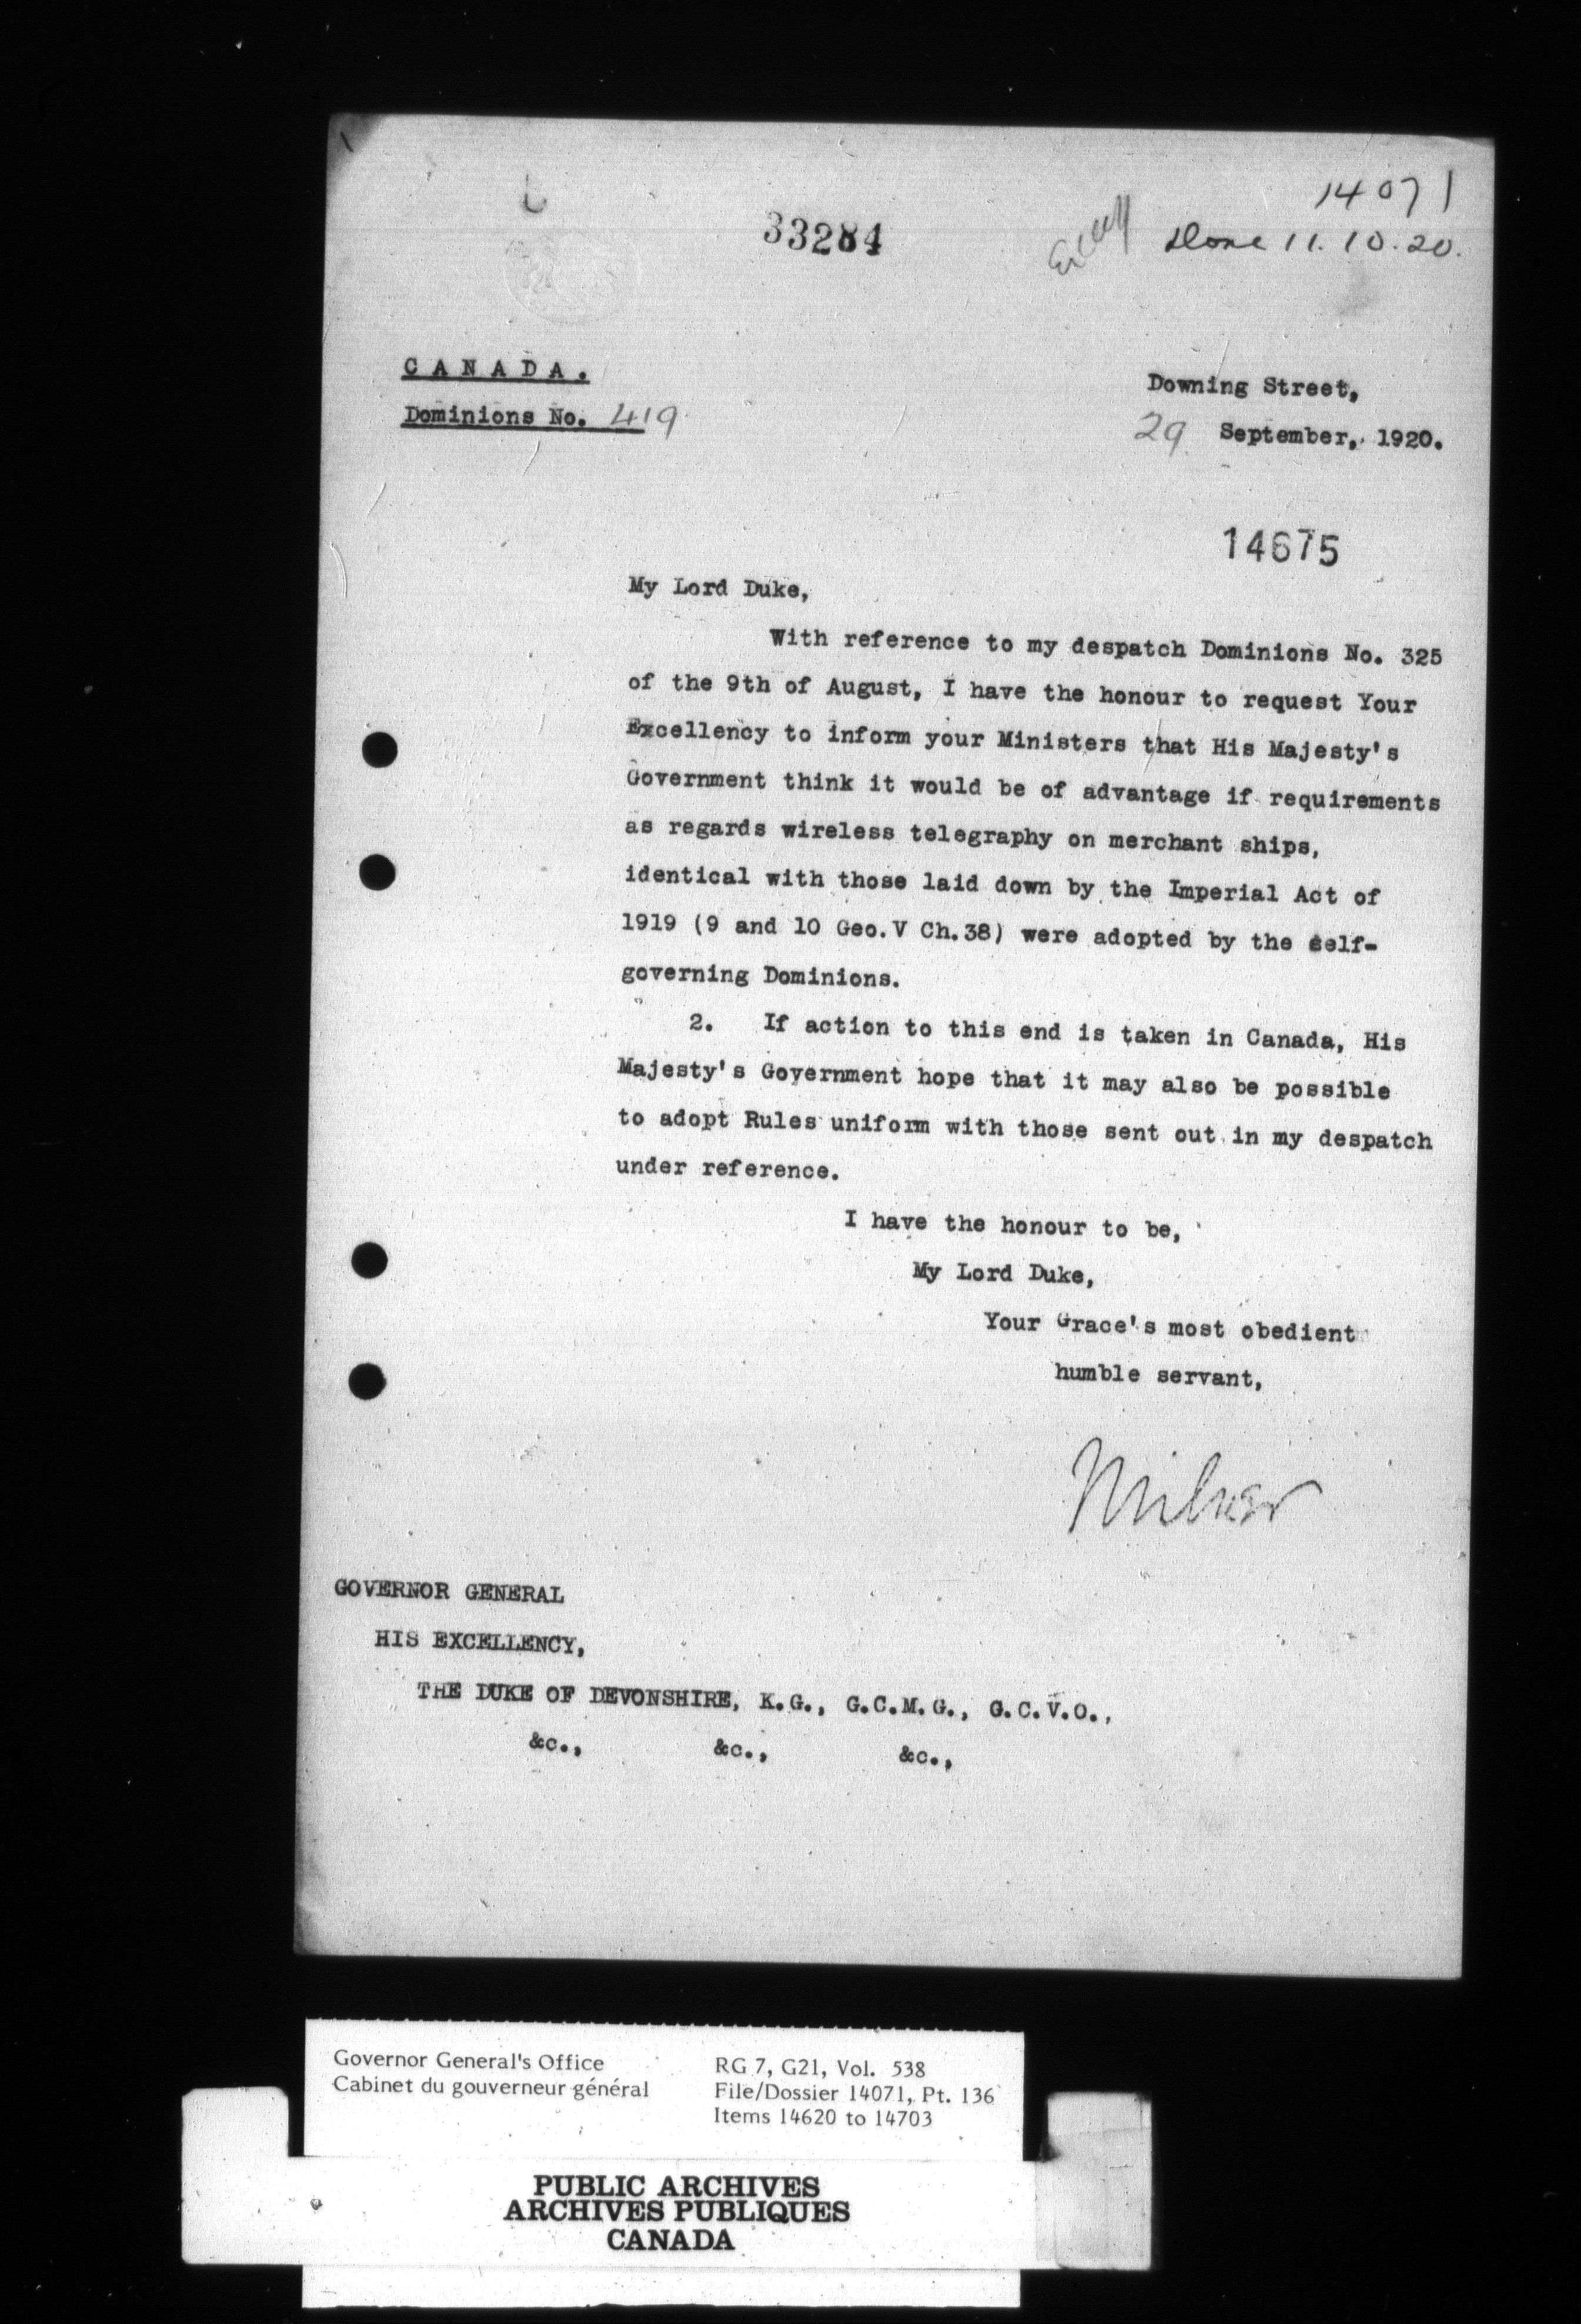 14071
33284
Done 11.10.20.
C A N A D A.
Downing Street,
Dominions No. 419
29 September, 1920.
14675
My Lord Duke,
With reference to my despatch Dominions No. 325
of the 9th of August, I have the honour to request Your
Excellency to inform your Ministers that His Majesty's
Government think it would be of advantage if requirements
as regards wireless telegraphy on merchant ships,
identical with those laid down by the Imperial Act of
1919 (9 and 10 Geo.V Ch.38) were adopted by the self-
governing Dominions.
2. If action to this end is taken in Canada, His
Majesty's Government hope that it may also be possible
to adopt Rules uniform with those sent out in my despatch
under reference.
I have the honour to be,
My Lord Duke,
Your Grace's most obedient
humble servant,
Milner
GOVERNOR GENERAL
HIS EXCELLENCY,
THE DUKE OF DEVONSHIRE, K.G., G.C.M.G., G.C.V.O.,
&c., &c., &c.,
Governor General's Office
Cabinet du gouverneur général
RG 7, G21, Vol. 538
File/Dossier 14071, Pt. 136
Items 14620 to 14703
PUBLIC ARCHIVES
ARCHIVES PUBLIQUES
CANADA